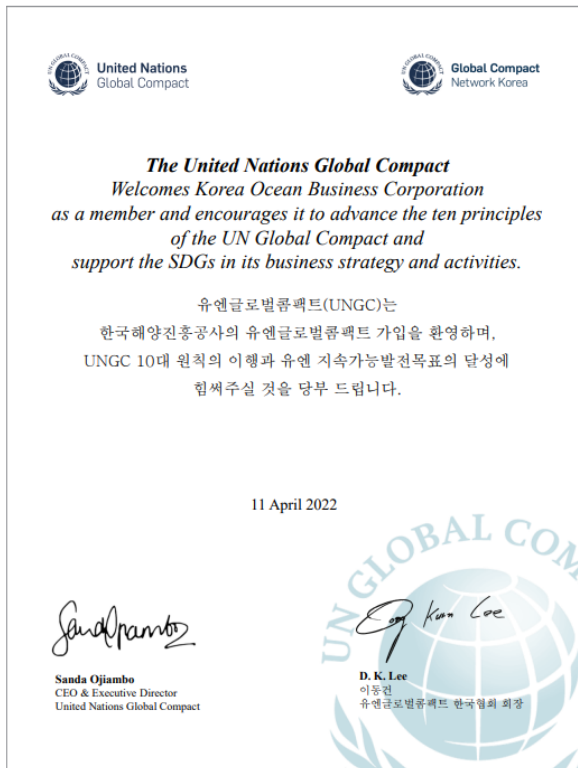 UN GLOBAL COMPACT
United Nations
Global Compact
UN GLOBAL COMPACT
Global Compact
Network Korea
The United Nations Global Compact
Welcomes Korea Ocean Business Corporation
as a member and encourages it to advance the ten principles
of the UN Global Compact and
support the SDGs in its business strategy and activities.
유엔글로벌콤팩트(UNGC)는
한국해양진흥공사의 유엔글로벌콤팩트 가입을 환영하며,
UNGC 10대 원칙의 이행과 유엔 지속가능발전목표의 달성에
힘써주실 것을 당부 드립니다.
11 April 2022
UN GLOBAL COM
Dong Kun Lee
Sanda Ojiambo
CEO & Executive Director
United Nations Global Compact
D. K. Lee
이동건
유엔글로벌콤팩트 한국협회 회장